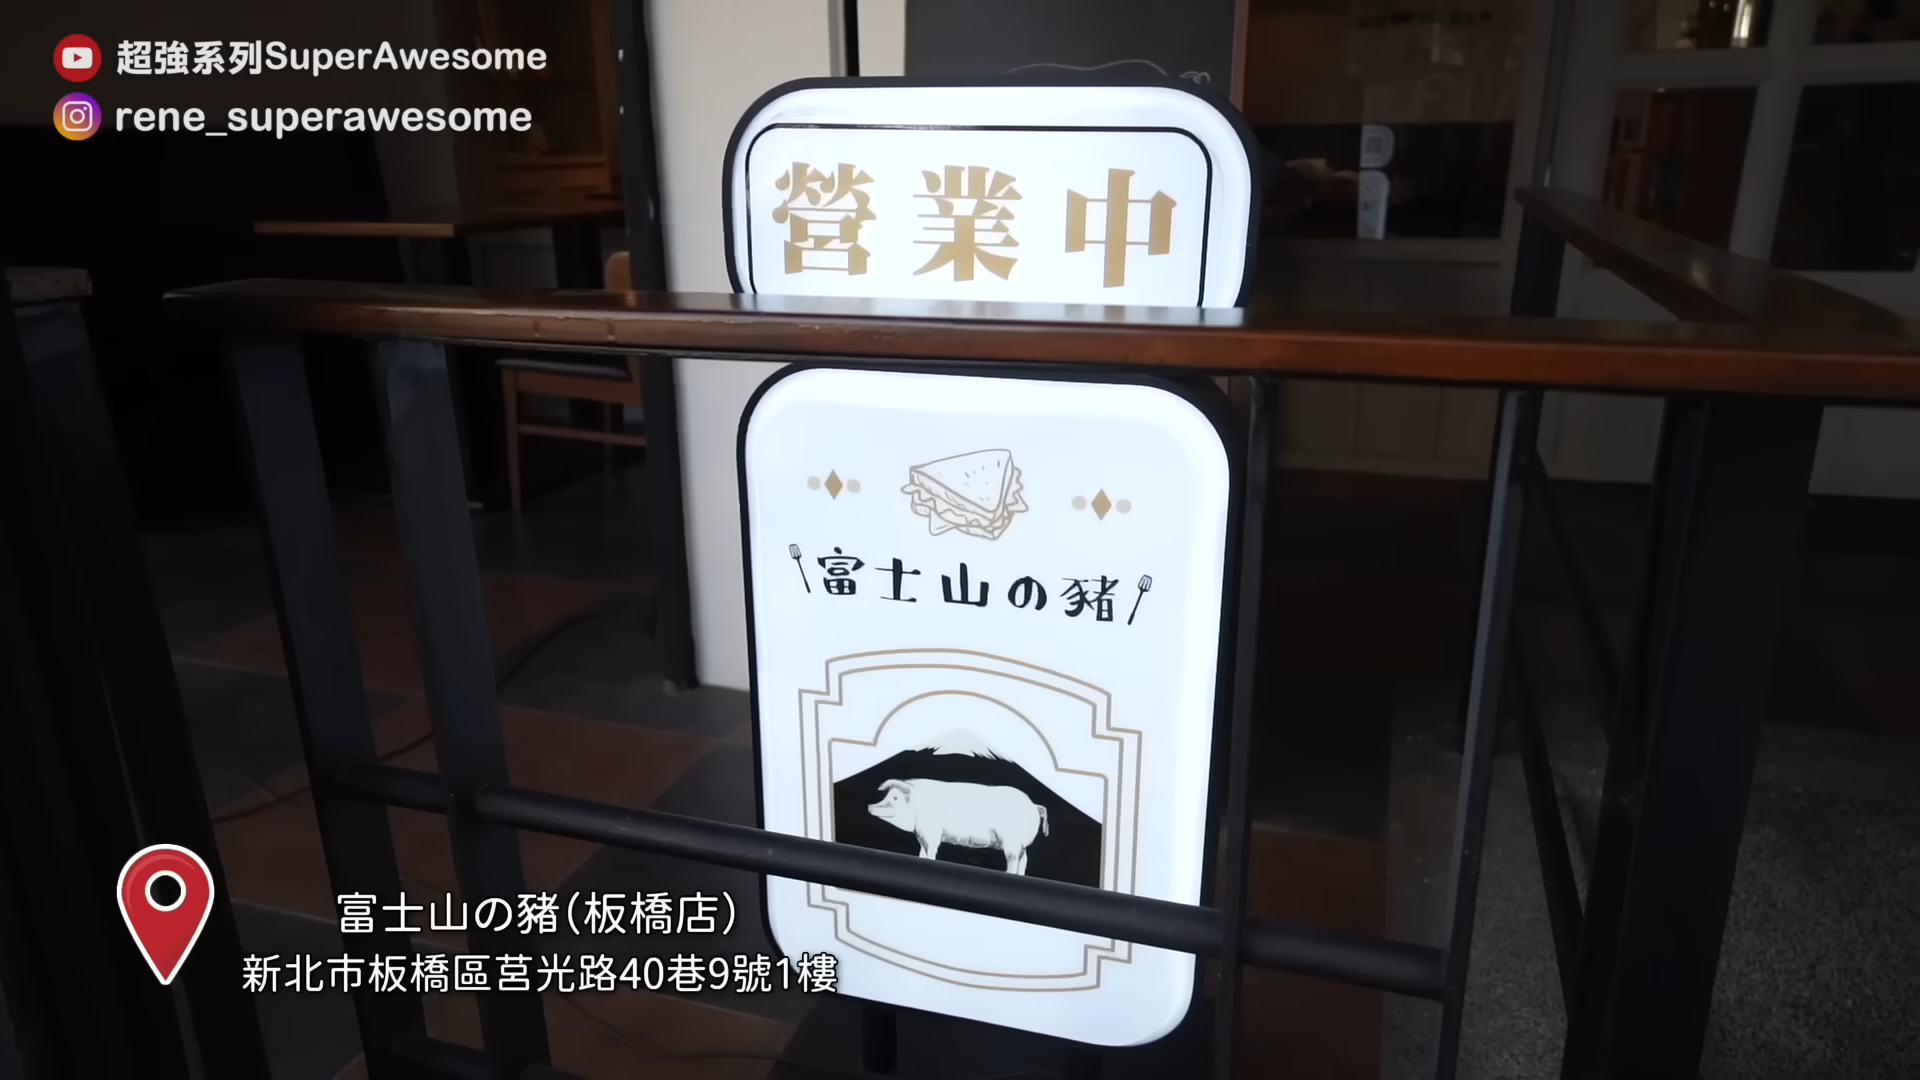 超強系列SuperAwesome
rene_superawesome
營業中
富士山の豬
富士山の豬(板橋店)
新北市板橋區莒光路40巷9號1樓